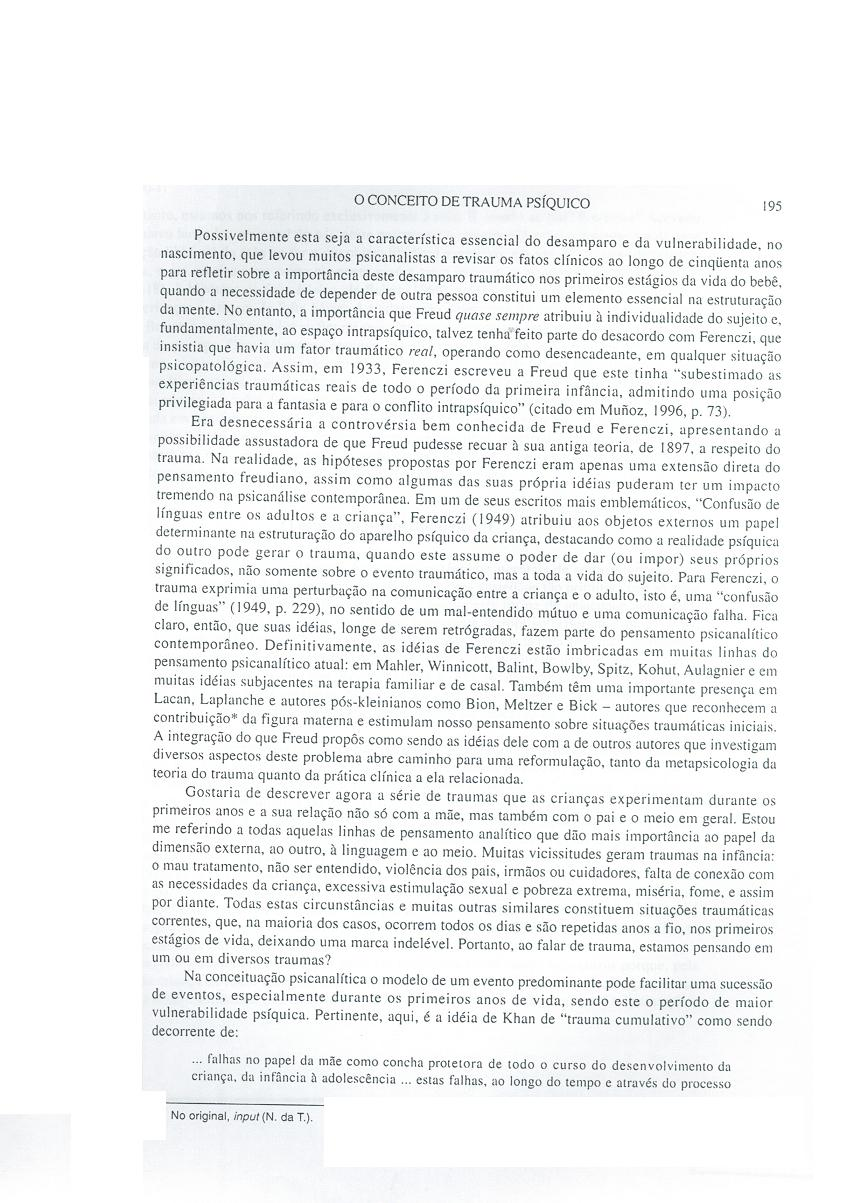 O CONCEITO DE TRAUMA PSÍQUICO 195
Possivelmente esta seja a característica essencial do desamparo e da vulnerabilidade, no
nascimento, que levou muitos psicanalistas a revisar os fatos clínicos ao longo de cinqüenta anos
para refletir sobre a importância deste desamparo traumático nos primeiros estágios da vida do bebê,
quando a necessidade de depender de outra pessoa constitui um elemento essencial na estruturação
da mente. No entanto, a importância que Freud quase sempre atribuiu à individualidade do sujeito e,
fundamentalmente, ao espaço intrapsíquico, talvez tenha feito parte do desacordo com Ferenczi, que
insistia que havia um fator traumático real, operando como desencadeante, em qualquer situação
psicopatológica. Assim, em 1933, Ferenczi escreveu a Freud que este tinha “subestimado as
experiências traumáticas reais de todo o período da primeira infância, admitindo uma posição
privilegiada para a fantasia e para o conflito intrapsíquico” (citado em Muñoz, 1996, p. 73).
Era desnecessária a controvérsia bem conhecida de Freud e Ferenczi, apresentando a
possibilidade assustadora de que Freud pudesse recuar à sua antiga teoria, de 1897, a respeito do
trauma. Na realidade, as hipóteses propostas por Ferenczi eram apenas uma extensão direta do
pensamento freudiano, assim como algumas das suas própria idéias puderam ter um impacto
tremendo na psicanálise contemporânea. Em um de seus escritos mais emblemáticos, “Confusão de
línguas entre os adultos e a criança”, Ferenczi (1949) atribuiu aos objetos externos um papel
determinante na estruturação do aparelho psíquico da criança, destacando como a realidade psíquica
do outro pode gerar o trauma, quando este assume o poder de dar (ou impor) seus próprios
significados, não somente sobre o evento traumático, mas a toda a vida do sujeito. Para Ferenczi, o
trauma exprimia uma perturbação na comunicação entre a criança e o adulto, isto é, uma “confusão
de línguas” (1949, p. 229), no sentido de um mal-entendido mútuo e uma comunicação falha. Fica
claro, então, que suas idéias, longe de serem retrógradas, fazem parte do pensamento psicanalítico
contemporâneo. Definitivamente, as idéias de Ferenczi estão imbricadas em muitas linhas do
pensamento psicanalítico atual: em Mahler, Winnicott, Balint, Bowlby, Spitz, Kohut, Aulagnier e em
muitas idéias subjacentes na terapia familiar e de casal. Também têm uma importante presença em
Lacan, Laplanche e autores pós-kleinianos como Bion, Meltzer e Bick – autores que reconhecem a
contribuição* da figura materna e estimulam nosso pensamento sobre situações traumáticas iniciais.
A integração do que Freud propôs como sendo as idéias dele com a de outros autores que investigam
diversos aspectos deste problema abre caminho para uma reformulação, tanto da metapsicologia da
teoria do trauma quanto da prática clínica a ela relacionada.
Gostaria de descrever agora a série de traumas que as crianças experimentam durante os
primeiros anos e a sua relação não só com a mãe, mas também com o pai e o meio em geral. Estou
me referindo a todas aquelas linhas de pensamento analítico que dão mais importância ao papel da
dimensão externa, ao outro, à linguagem e ao meio. Muitas vicissitudes geram traumas na infância:
o mau tratamento, não ser entendido, violência dos pais, irmãos ou cuidadores, falta de conexão com
as necessidades da criança, excessiva estimulação sexual e pobreza extrema, miséria, fome, e assim
por diante. Todas estas circunstâncias e muitas outras similares constituem situações traumáticas
correntes, que, na maioria dos casos, ocorrem todos os dias e são repetidas anos a fio, nos primeiros
estágios de vida, deixando uma marca indelével. Portanto, ao falar de trauma, estamos pensando em
um ou em diversos traumas?
Na conceituação psicanalítica o modelo de um evento predominante pode facilitar uma sucessão
de eventos, especialmente durante os primeiros anos de vida, sendo este o período de maior
vulnerabilidade psíquica. Pertinente, aqui, é a idéia de Khan de “trauma cumulativo” como sendo
decorrente de:
... falhas no papel da mãe como concha protetora de todo o curso do desenvolvimento da
criança, da infância à adolescência ... estas falhas, ao longo do tempo e através do processo
No original, input (N. da T.).